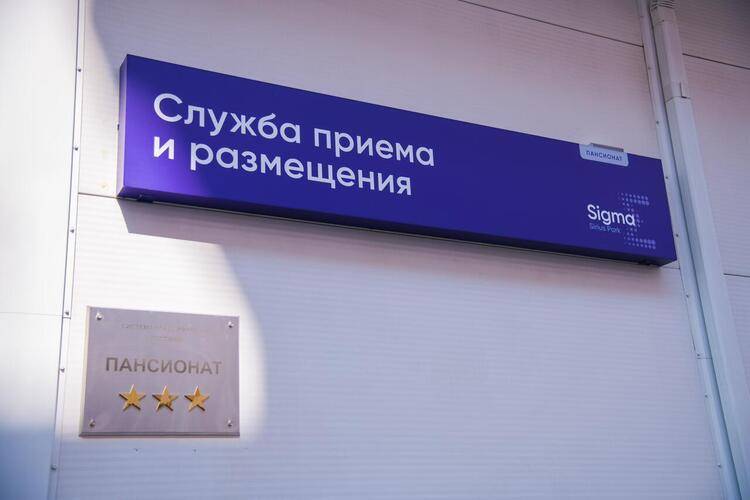 Служба приема
и размещения
ПАНСИОНАТ
Sigma
Sirius Park
ПАНСИОНАТ